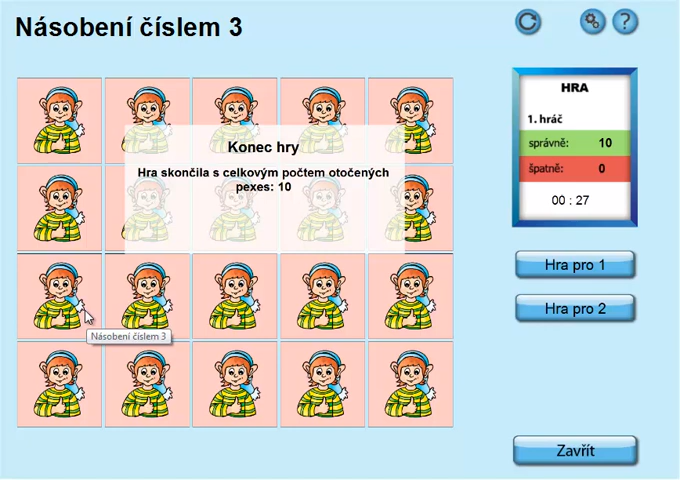 Násobení číslem 3
?
HRA
1. hráč
správně: 10
špatně: 0
00 : 27
Konec hry
Hra skončila s celkovým počtem otočených
pexes: 10
Hra pro 1
Hra pro 2
Násobení číslem 3
Zavřít